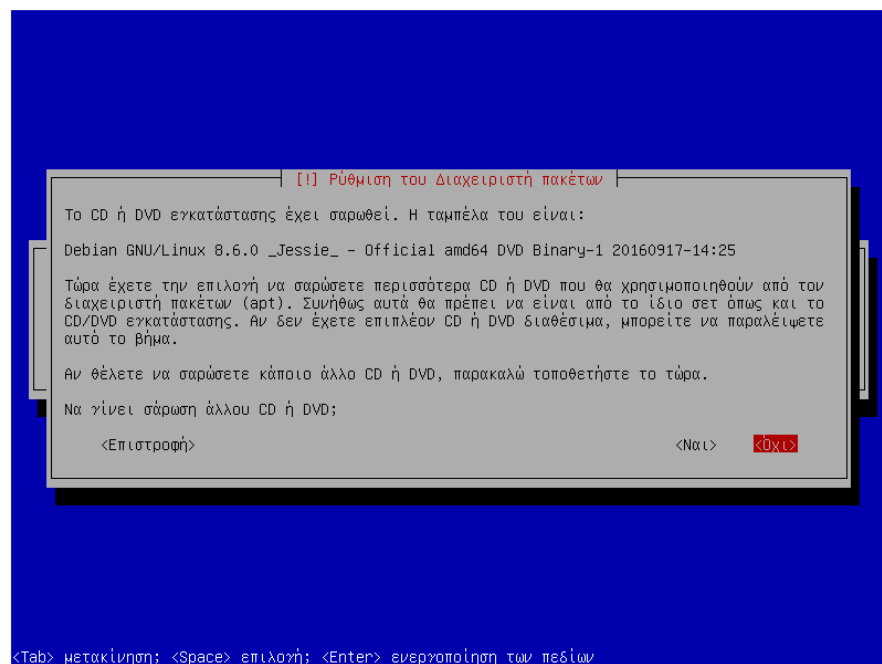 [!] Ρύθμιση του Διαχειριστή πακέτων
Το CD ή DVD εγκατάστασης έχει σαρωθεί. Η ταμπέλα του είναι:
Debian GNU/Linux 8.6.0 _Jessie_ - Official amd64 DVD Binary-1 20160917-14:25
Τώρα έχετε την επιλογή να σαρώσετε περισσότερα CD ή DVD που θα χρησιμοποιηθούν από τον
διαχειριστή πακέτων (apt). Συνήθως αυτά θα πρέπει να είναι από το ίδιο σετ όπως και το
CD/DVD εγκατάστασης. Αν δεν έχετε επιπλέον CD ή DVD διαθέσιμα, μπορείτε να παραλείψετε
αυτό το βήμα.
Αν θέλετε να σαρώσετε κάποιο άλλο CD ή DVD, παρακαλώ τοποθετήστε το τώρα.
Να γίνει σάρωση άλλου CD ή DVD;
<Επιστροφή> <Ναι> <Όχι>
<Tab> μετακίνηση; <Space> επιλογή; <Enter> ενεργοποίηση των πεδίων